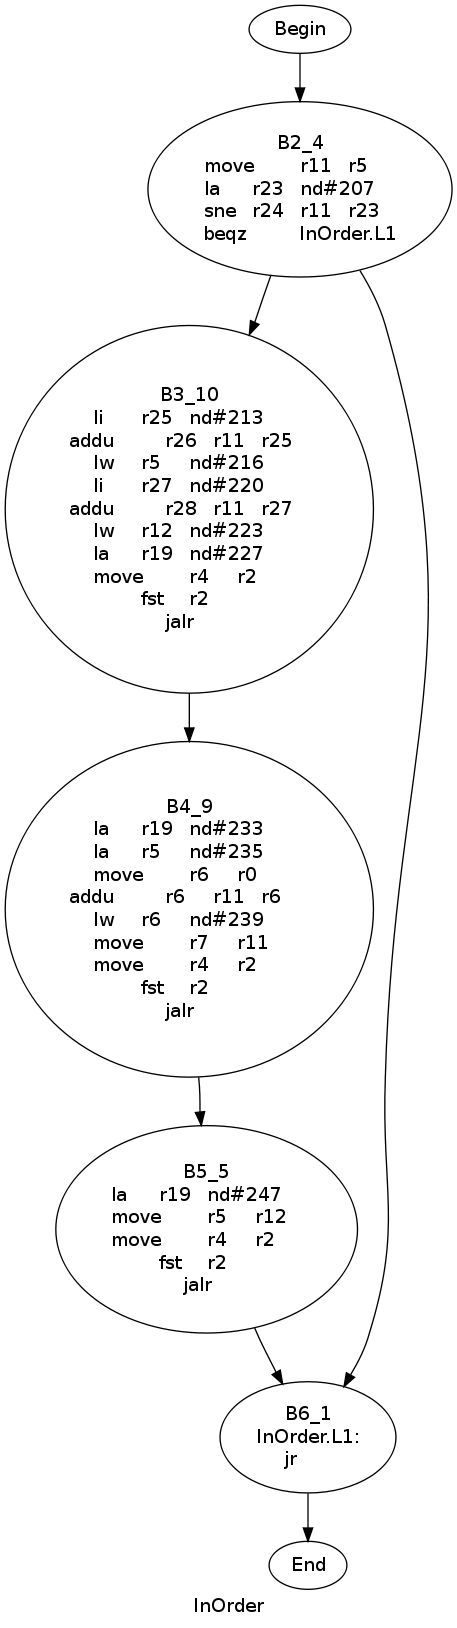 Begin
B2_4
move r11 r5
la r23 nd#207
sne r24 r11 r23
beqz InOrder.L1
B3_10
li r25 nd#213
addu r26 r11 r25
lw r5 nd#216
li r27 nd#220
addu r28 r11 r27
lw r12 nd#223
la r19 nd#227
move r4 r2
fst r2
jalr
B4_9
la r19 nd#233
la r5 nd#235
move r6 r0
addu r6 r11 r6
lw r6 nd#239
move r7 r11
move r4 r2
fst r2
jalr
B5_5
la r19 nd#247
move r5 r12
move r4 r2
fst r2
jalr
B6_1
InOrder.L1:
jr
End
InOrder